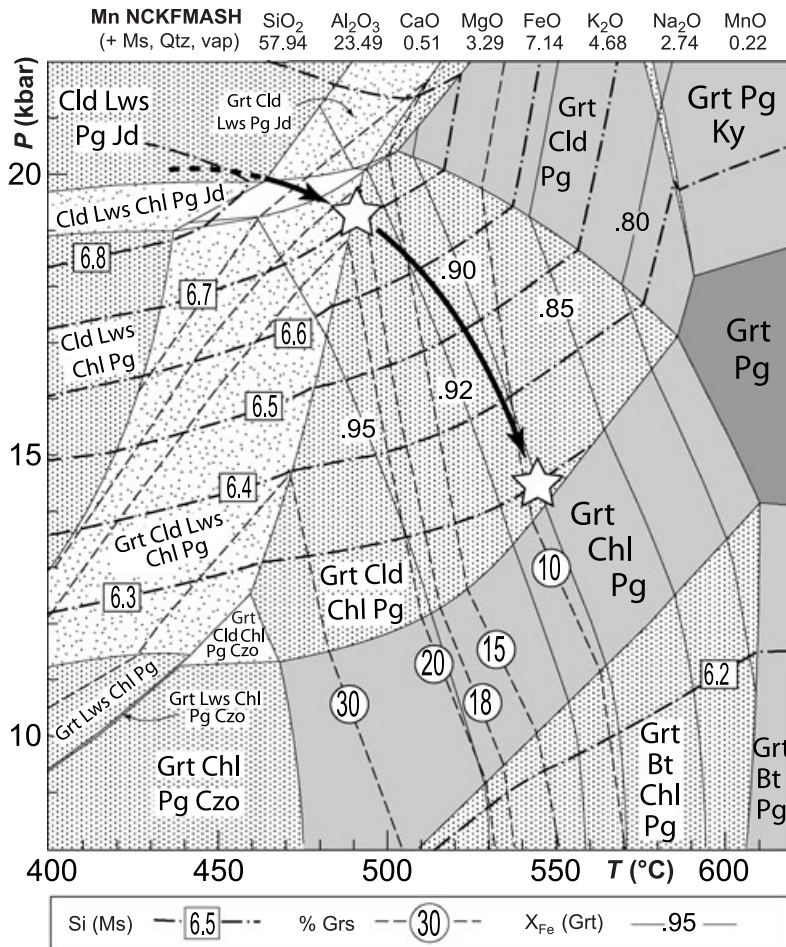 Mn NCKFMASH SiO2 Al2O3 CaO MgO FeO K2O Na2O MnO
(+ Ms, Qtz, vap) 57.94 23.49 0.51 3.29 7.14 4.68 2.74 0.22
P (kbar)
20
15
10
Cld Lws
Pg Jd
Grt Cld
Lws Pg Jd
Grt
Cld
Pg
Grt Pg
Ky
Cld Lws Chl Pg Jd
6.8
6.7
6.6
6.5
6.4
6.3
6.2
.90
.80
.85
.92
.95
Cld Lws
Chl Pg
Grt
Pg
Grt Cld Lws
Chl Pg
Grt Cld
Chl Pg
Grt
Chl
Pg
Grt
Cld Chl
Pg Czo
Grt Lws Chl Pg
Grt Lws Chl
Pg Czo
10
15
20
18
30
Grt Chl
Pg Czo
Grt
Bt
Chl
Pg
Grt
Bt
Pg
400 450 500 550 T (°C) 600
Si (Ms) 6.5 % Grs 30 XFe (Grt) .95